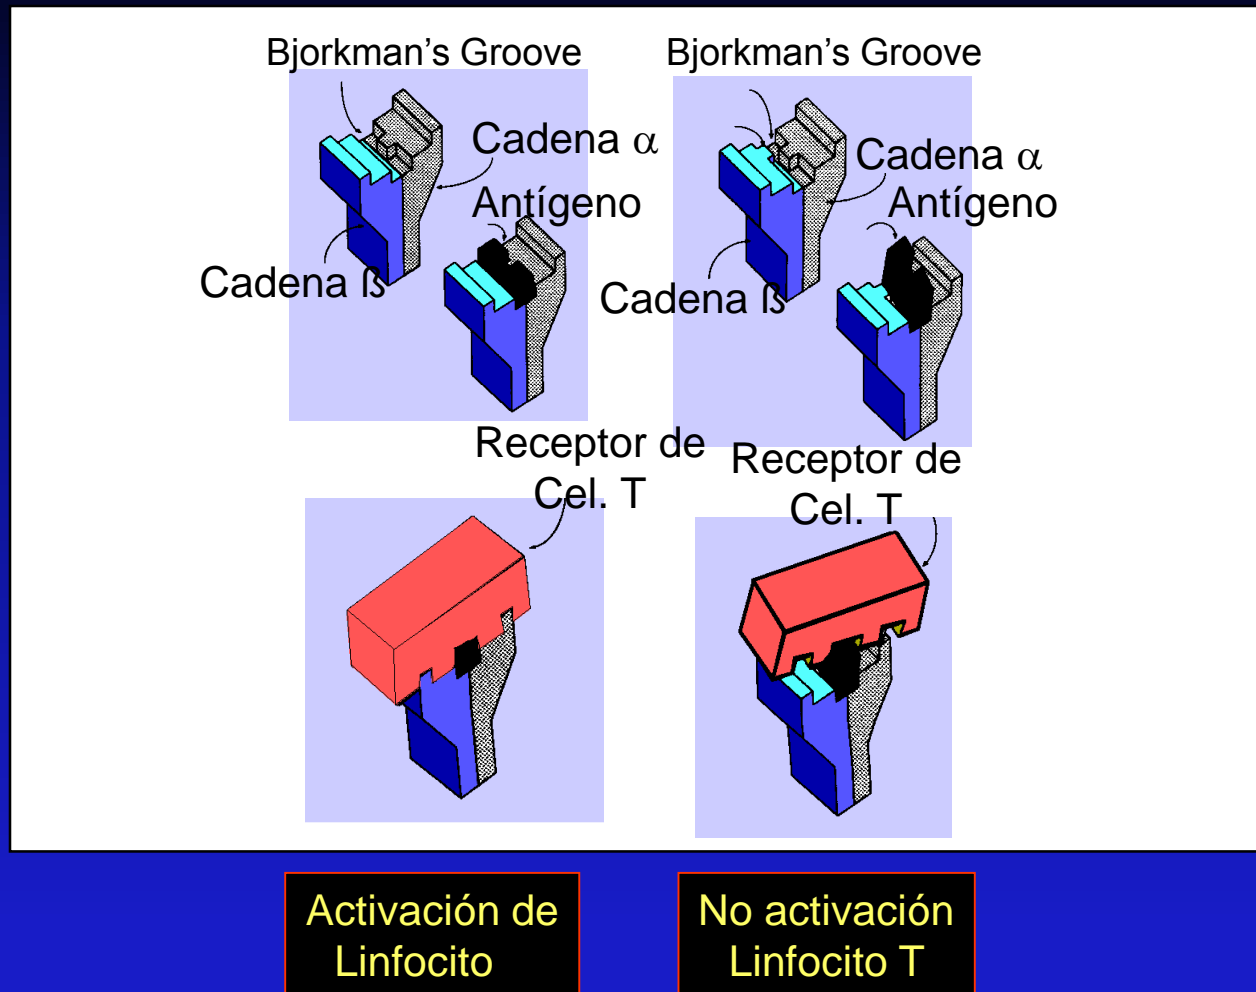 Bjorkman's Groove
Cadena α
Antígeno
Cadena ß
Receptor de
Cel. T
Bjorkman's Groove
Cadena α
Antígeno
Cadena ß
Receptor de
Cel. T
Activación de
Linfocito
No activación
Linfocito T